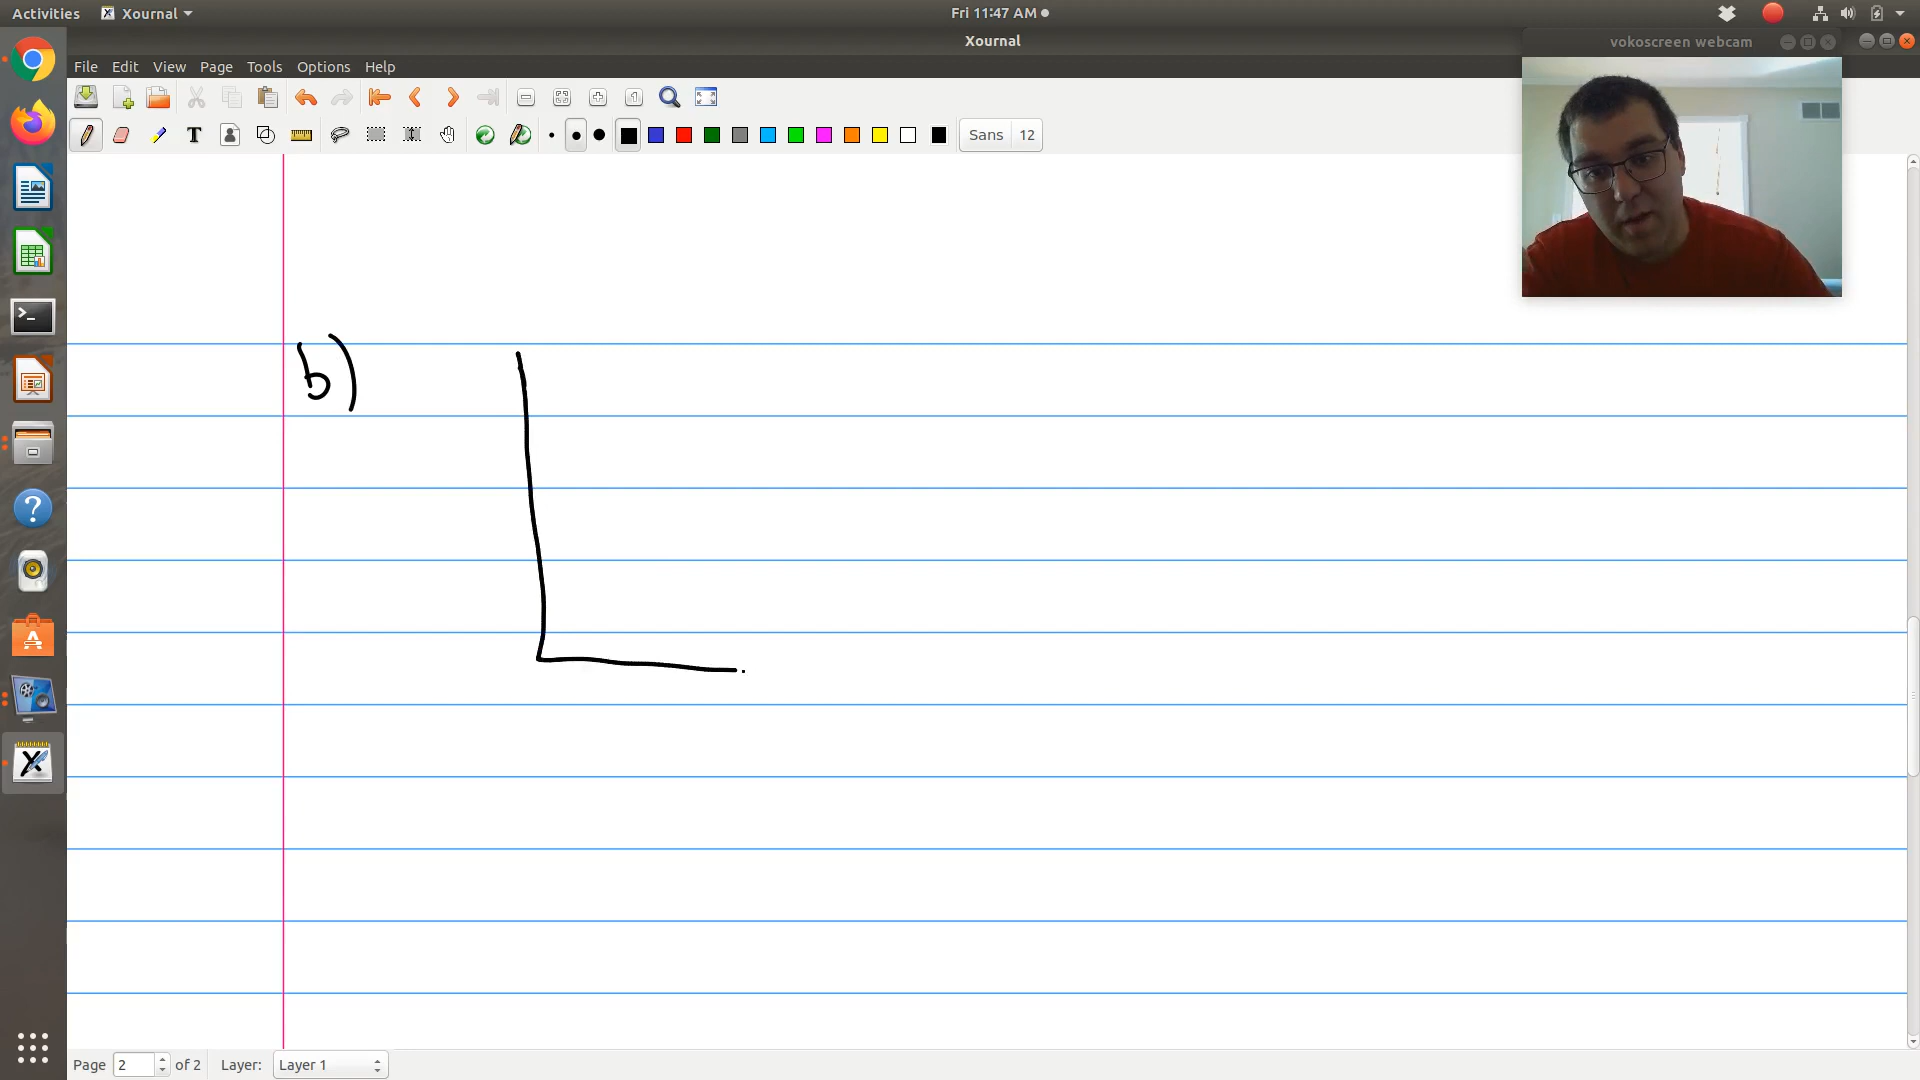 Activities Xournal Fri 11:47 AM
Xournal
vokoscreen webcam
File Edit View Page Tools Options Help
T Sans 12
b)
Page 2 of 2 Layer: Layer 1